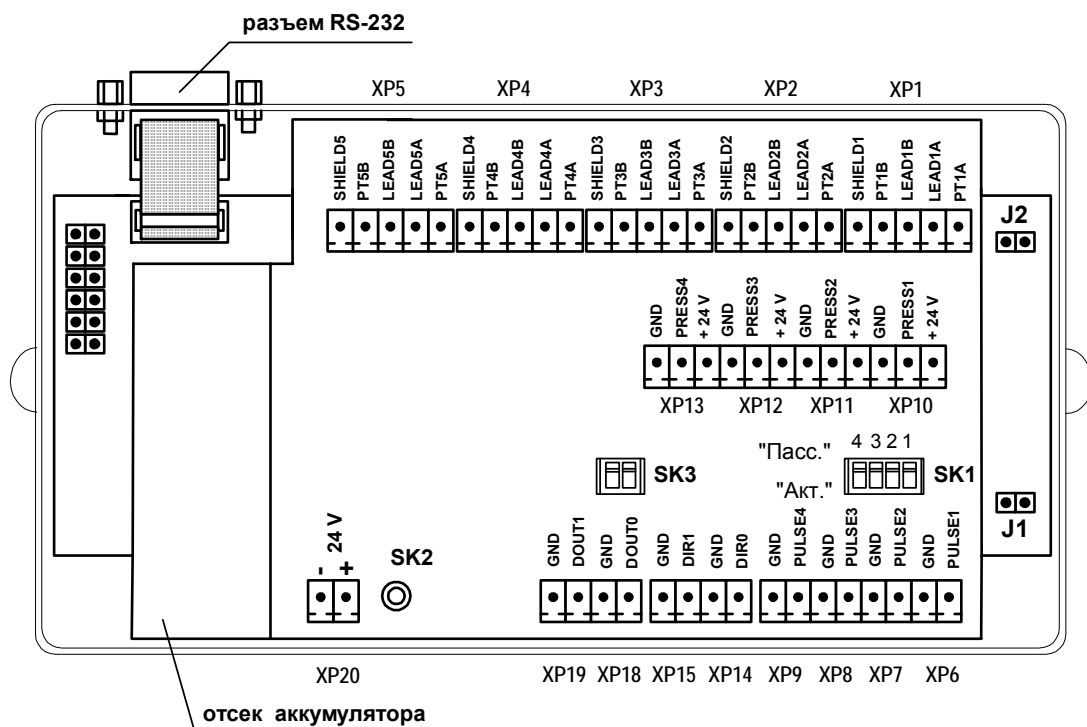 разъем RS-232
XP5 XP4 XP3 XP2 XP1
SHIELD5 PT5B LEAD5B LEAD5A PT5A SHIELD4 PT4B LEAD4B LEAD4A PT4A SHIELD3 PT3B LEAD3B LEAD3A PT3A SHIELD2 PT2B LEAD2B LEAD2A PT2A SHIELD1 PT1B LEAD1B LEAD1A PT1A
J2
GND PRESS4 + 24 V GND PRESS3 + 24 V GND PRESS2 + 24 V GND PRESS1 + 24 V
XP13 XP12 XP11 XP10
4 3 2 1
"Пасс."
SK3 SK1
"Акт."
J1
- + 24 V
SK2
GND DOUT1 GND DOUT0 GND DIR1 GND DIR0 GND PULSE4 GND PULSE3 GND PULSE2 GND PULSE1
XP20 XP19 XP18 XP15 XP14 XP9 XP8 XP7 XP6
отсек аккумулятора